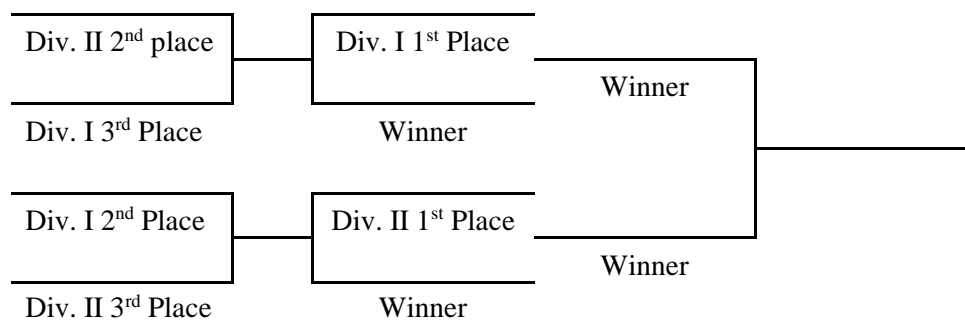 Div. II 2nd place
Div. I 1st Place
Winner
Div. I 3rd Place
Winner
Div. I 2nd Place
Div. II 1st Place
Winner
Div. II 3rd Place
Winner